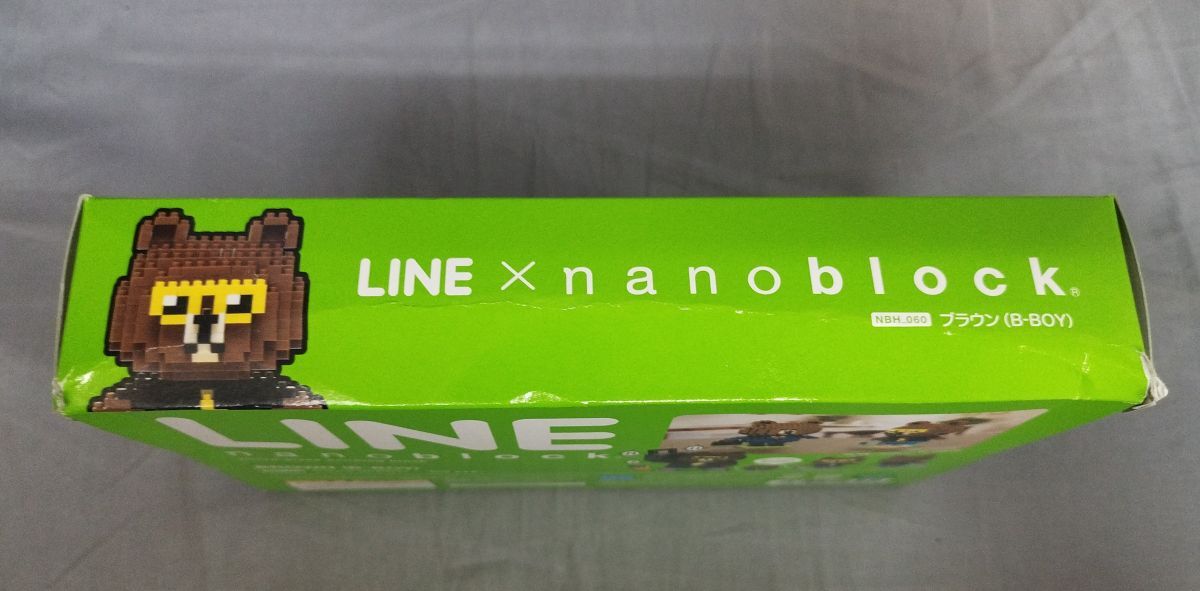 LINE × nanoblock®
NBH_060 ブラウン（B-BOY）
LINE
nanoblock®